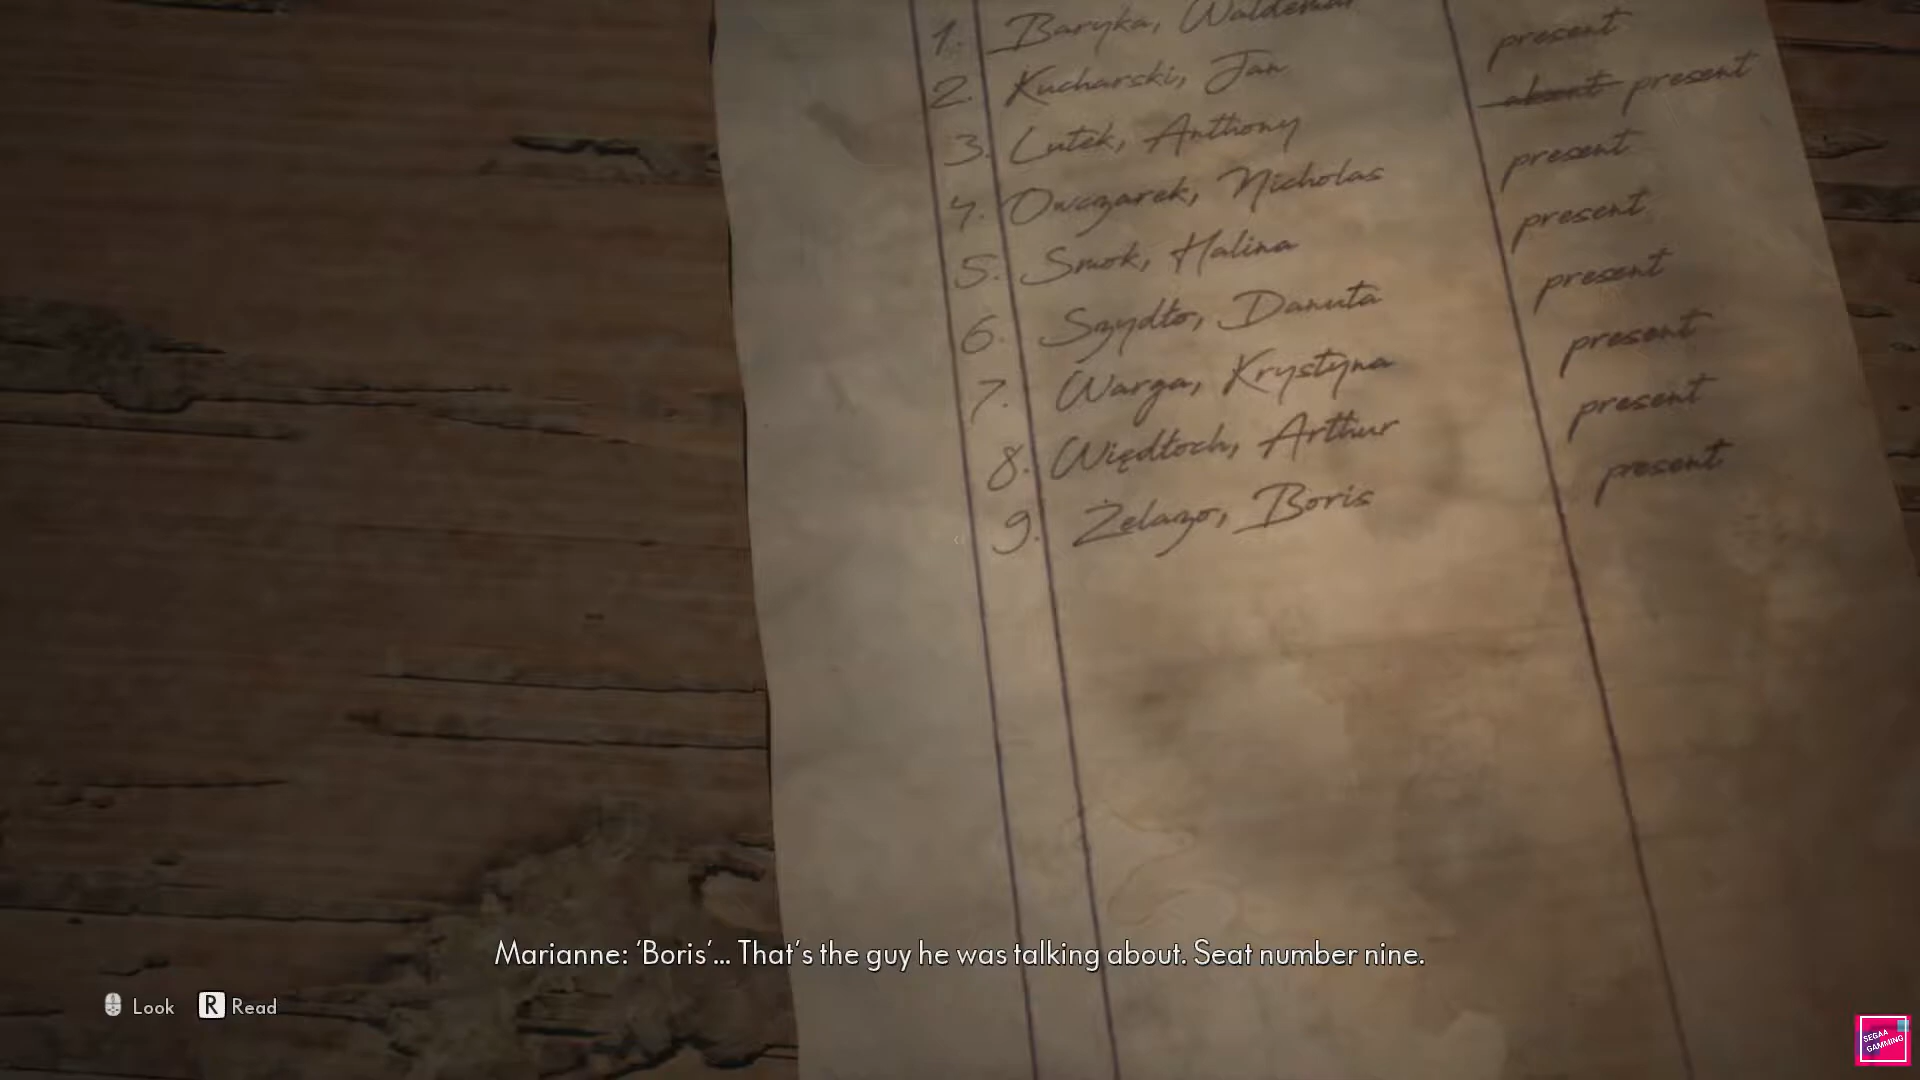 1. Baryka, Waldemar
2. Kucharski, Jan present
3. Lutek, Anthony absent present
4. Owczarek, Nicholas present
5. Smok, Halina present
6. Szydło, Danuta present
7. Warga, Krystyna present
8. Więdłoch, Arthur present
9. Żelazo, Boris present
Marianne: 'Boris'... That's the guy he was talking about. Seat number nine.
Look R Read
SEGAA
GAMMING